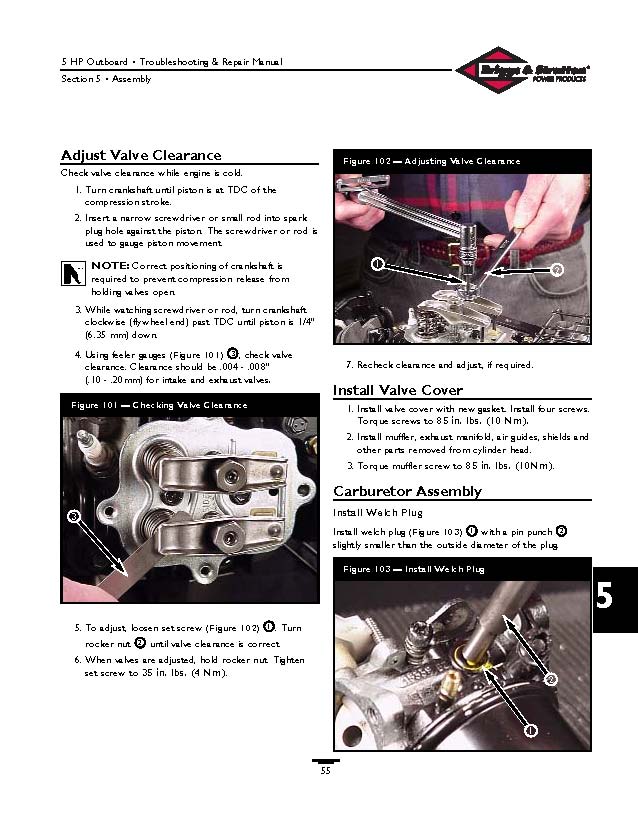 5 HP Outboard • Troubleshooting & Repair Manual
Section 5 • Assembly
Briggs & Stratton®
POWER PRODUCTS
Adjust Valve Clearance
Check valve clearance while engine is cold.
1. Turn crankshaft until piston is at TDC of the
compression stroke.
2. Insert a narrow screwdriver or small rod into spark
plug hole against the piston. The screwdriver or rod is
used to gauge piston movement.
NOTE: Correct positioning of crankshaft is
required to prevent compression release from
holding valves open.
3. While watching screwdriver or rod, turn crankshaft
clockwise (flywheel end) past TDC until piston is 1/4"
(6.35 mm) down.
4. Using feeler gauges (Figure 101) ❸, check valve
clearance. Clearance should be .004 - .008"
(.10 - .20 mm) for intake and exhaust valves.
Figure 101 — Checking Valve Clearance
3
5. To adjust, loosen set screw (Figure 102) ❶. Turn
rocker nut ❷ until valve clearance is correct.
6. When valves are adjusted, hold rocker nut. Tighten
set screw to 35 in. lbs. (4 Nm).
Figure 102 — Adjusting Valve Clearance
1
2
7. Recheck clearance and adjust, if required.
Install Valve Cover
1. Install valve cover with new gasket. Install four screws.
Torque screws to 85 in. lbs. (10 Nm).
2. Install muffler, exhaust manifold, air guides, shields and
other parts removed from cylinder head.
3. Torque muffler screw to 85 in. lbs. (10Nm).
Carburetor Assembly
Install Welch Plug
Install welch plug (Figure 103) ❶ with a pin punch ❷
slightly smaller than the outside diameter of the plug.
Figure 103 — Install Welch Plug
2
1
5
55